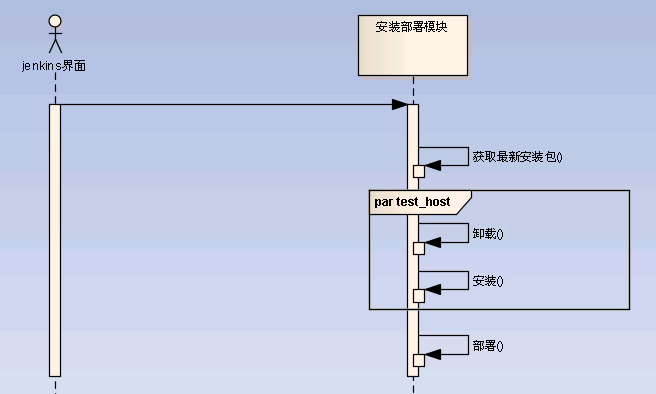 jenkins界面
安装部署模块
获取最新安装包()
par test_host
卸载()
安装()
部署()